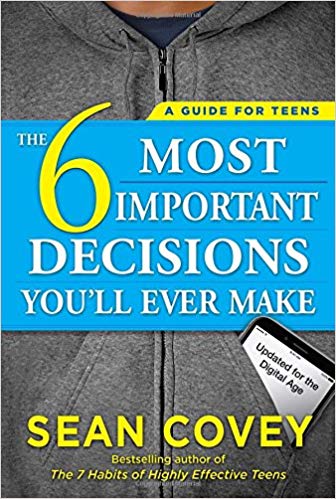 A GUIDE FOR TEENS
THE 6 MOST
IMPORTANT
DECISIONS
YOU'LL EVER MAKE
Updated for the
Digital Age
SEAN COVEY
Bestselling author of
The 7 Habits of Highly Effective Teens